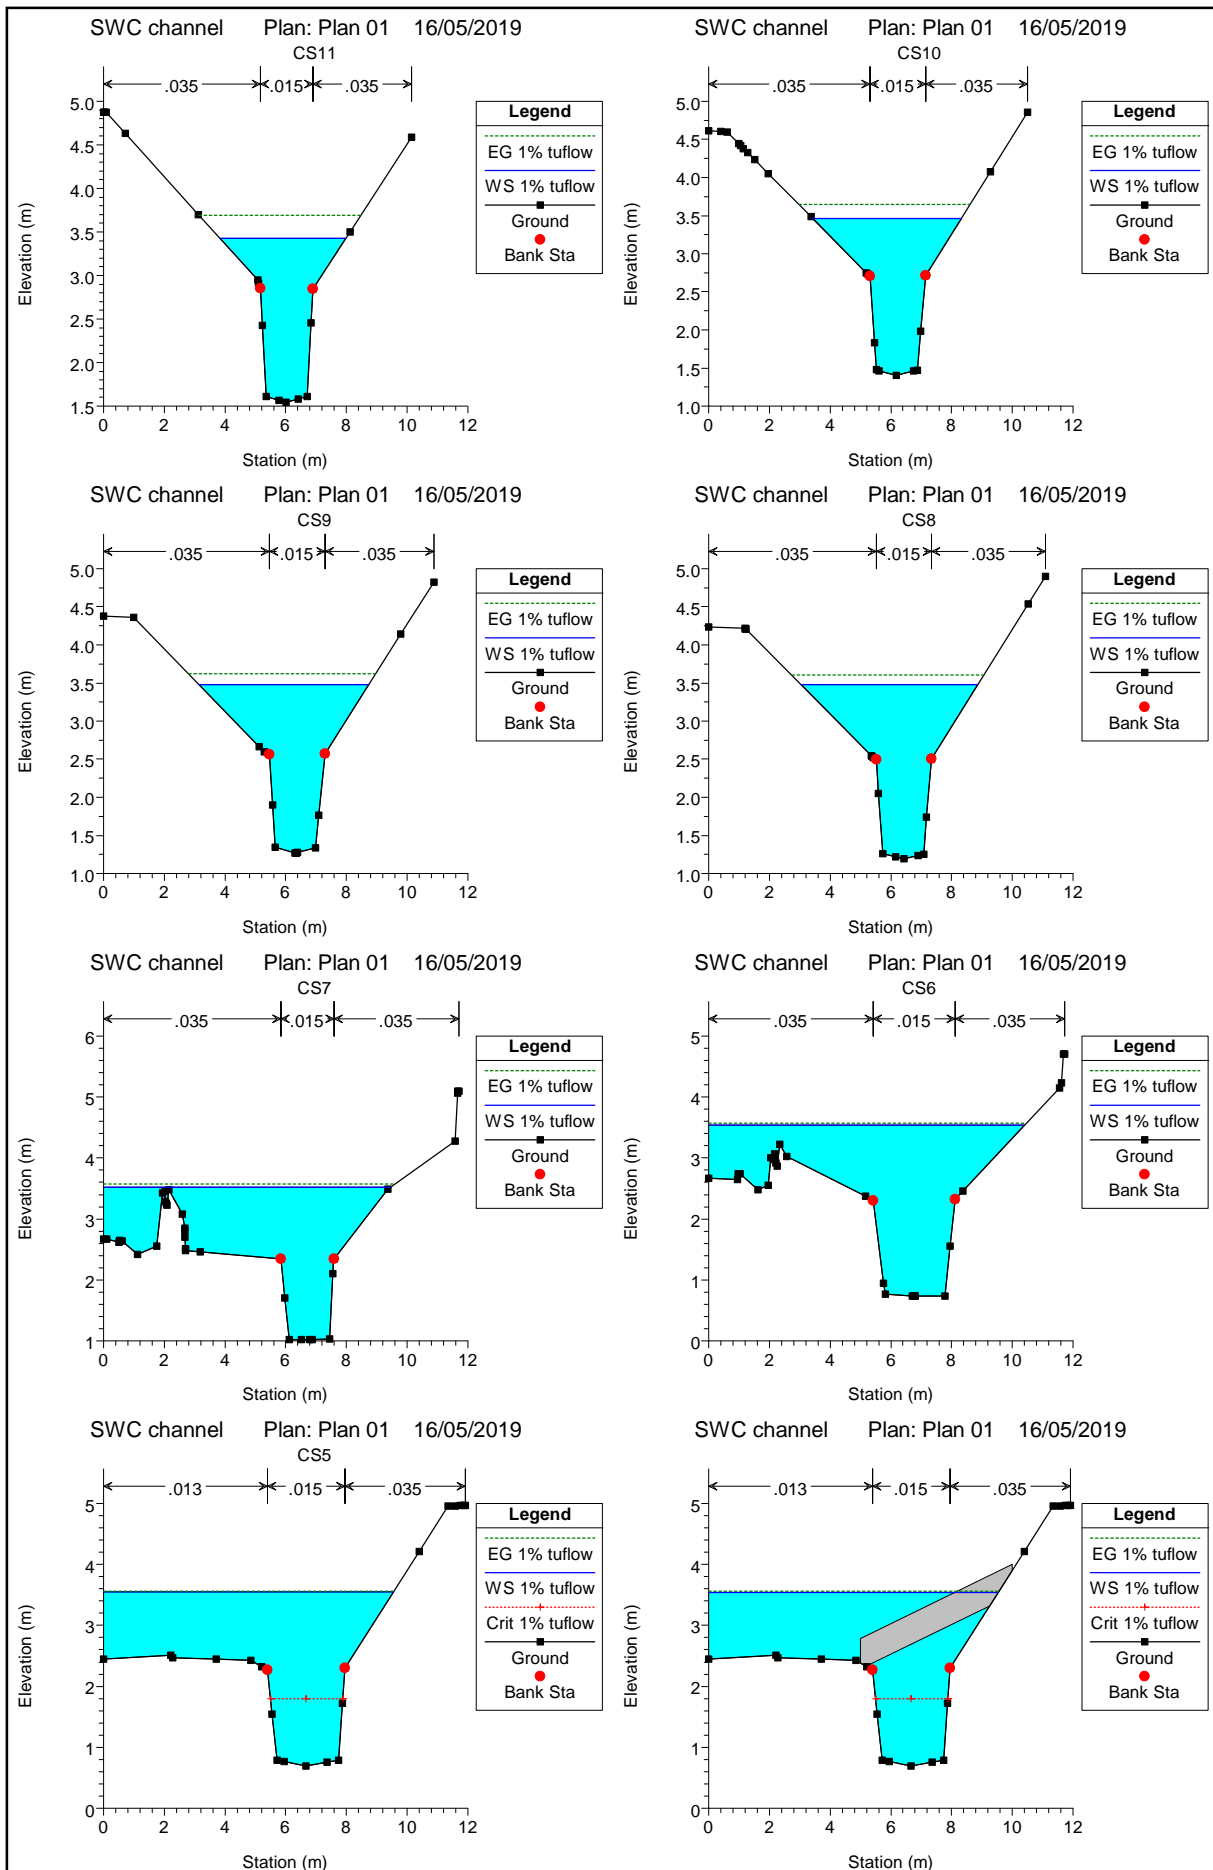 SWC channel Plan: Plan 01 16/05/2019
CS11
.035 .015 .035
5.0
4.5
4.0
3.5
3.0
2.5
2.0
1.5
Elevation (m)
0 2 4 6 8 10 12
Station (m)
Legend
EG 1% tuflow
WS 1% tuflow
Ground
Bank Sta
SWC channel Plan: Plan 01 16/05/2019
CS10
.035 .015 .035
5.0
4.5
4.0
3.5
3.0
2.5
2.0
1.5
1.0
Elevation (m)
0 2 4 6 8 10 12
Station (m)
Legend
EG 1% tuflow
WS 1% tuflow
Ground
Bank Sta
SWC channel Plan: Plan 01 16/05/2019
CS9
.035 .015 .035
5.0
4.5
4.0
3.5
3.0
2.5
2.0
1.5
1.0
Elevation (m)
0 2 4 6 8 10 12
Station (m)
Legend
EG 1% tuflow
WS 1% tuflow
Ground
Bank Sta
SWC channel Plan: Plan 01 16/05/2019
CS8
.035 .015 .035
5.0
4.5
4.0
3.5
3.0
2.5
2.0
1.5
1.0
Elevation (m)
0 2 4 6 8 10 12
Station (m)
Legend
EG 1% tuflow
WS 1% tuflow
Ground
Bank Sta
SWC channel Plan: Plan 01 16/05/2019
CS7
.035 .015 .035
6
5
4
3
2
1
Elevation (m)
0 2 4 6 8 10 12
Station (m)
Legend
EG 1% tuflow
WS 1% tuflow
Ground
Bank Sta
SWC channel Plan: Plan 01 16/05/2019
CS6
.035 .015 .035
5
4
3
2
1
0
Elevation (m)
0 2 4 6 8 10 12
Station (m)
Legend
EG 1% tuflow
WS 1% tuflow
Ground
Bank Sta
SWC channel Plan: Plan 01 16/05/2019
CS5
.013 .015 .035
5
4
3
2
1
0
Elevation (m)
0 2 4 6 8 10 12
Station (m)
Legend
EG 1% tuflow
WS 1% tuflow
Crit 1% tuflow
Ground
Bank Sta
SWC channel Plan: Plan 01 16/05/2019
.013 .015 .035
5
4
3
2
1
0
Elevation (m)
0 2 4 6 8 10 12
Station (m)
Legend
EG 1% tuflow
WS 1% tuflow
Crit 1% tuflow
Ground
Bank Sta